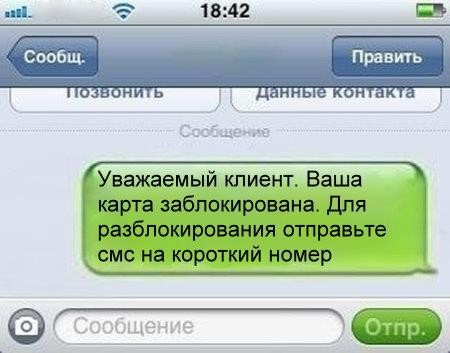 18:42
Сообщ.
Править
Позвонить
Данные контакта
Сообщение
Уважаемый клиент. Ваша
карта заблокирована. Для
разблокирования отправьте
смс на короткий номер
Сообщение
Отпр.